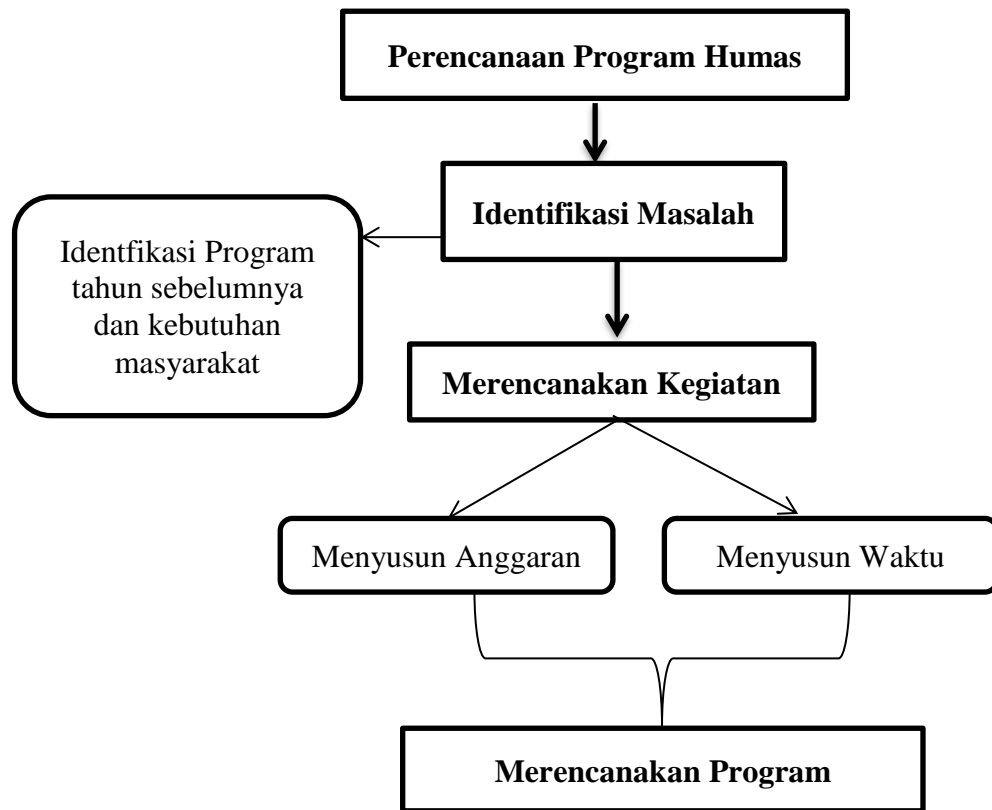 Perencanaan Program Humas
Identifikasi Masalah
Identfikasi Program
tahun sebelumnya
dan kebutuhan
masyarakat
Merencanakan Kegiatan
Menyusun Anggaran
Menyusun Waktu
Merencanakan Program